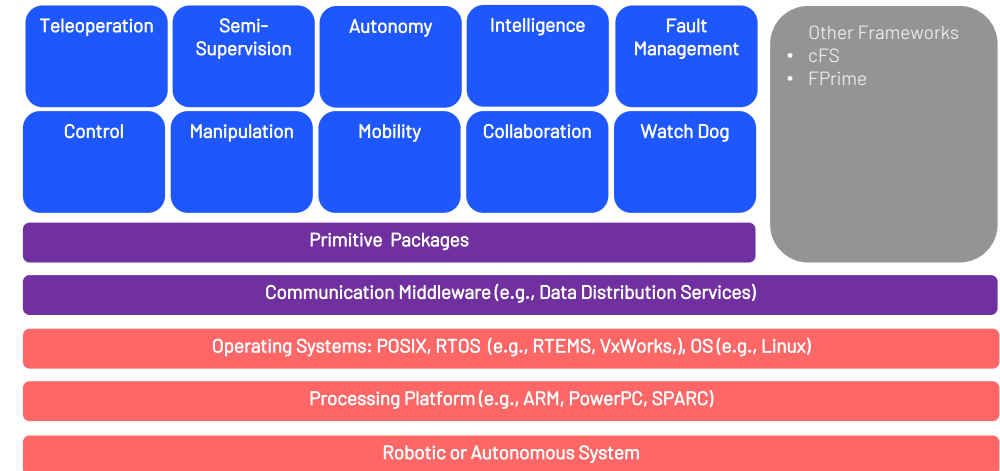 Teleoperation
Semi-
Supervision
Autonomy
Intelligence
Fault
Management
Other Frameworks
• cFS
• FPrime
Control
Manipulation
Mobility
Collaboration
Watch Dog
Primitive Packages
Communication Middleware (e.g., Data Distribution Services)
Operating Systems: POSIX, RTOS (e.g., RTEMS, VxWorks,), OS (e.g., Linux)
Processing Platform (e.g., ARM, PowerPC, SPARC)
Robotic or Autonomous System